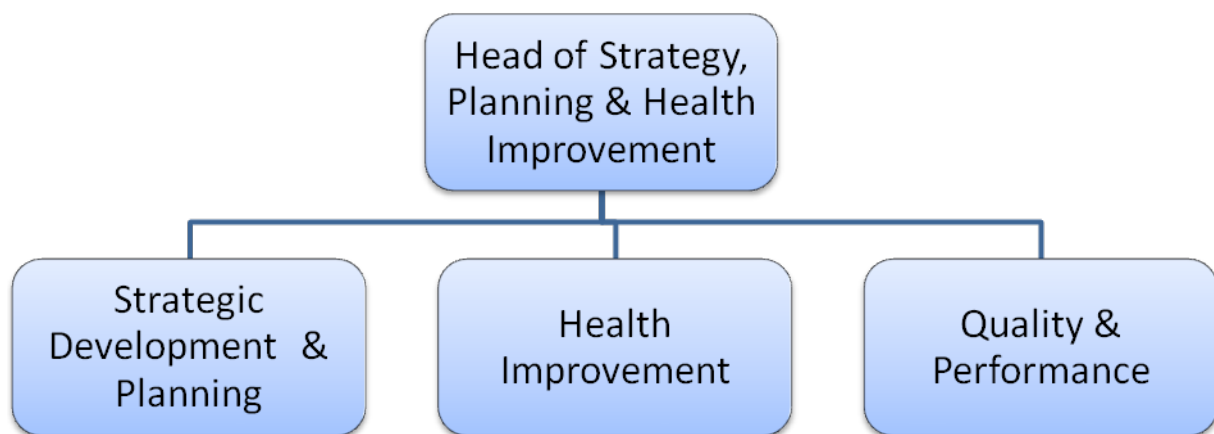 Head of Strategy,
Planning & Health
Improvement
Strategic
Development & 
Planning
Health
Improvement
Quality &
Performance